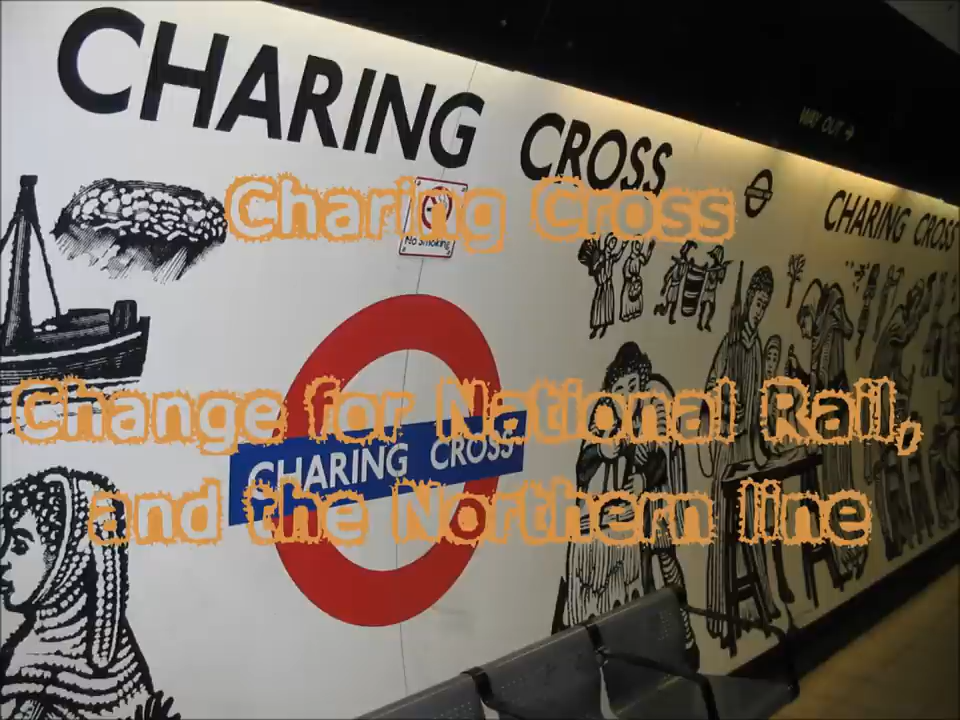 CHARING CROSS
WAY OUT →
CHARING CROSS
Charing Cross
No Smoking
Change for National Rail,
CHARING CROSS
and the Northern line